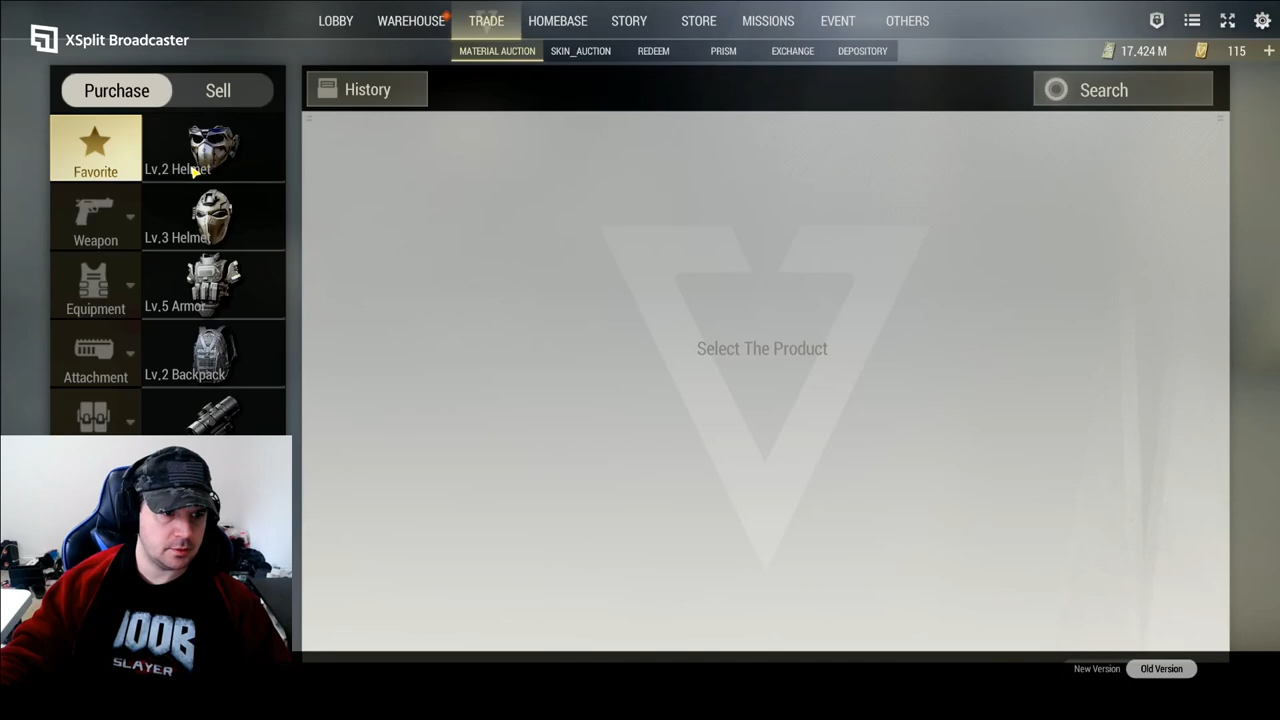 LOBBY WAREHOUSE TRADE HOMEBASE STORY STORE MISSIONS EVENT OTHERS
XSplit Broadcaster
MATERIAL AUCTION SKIN_AUCTION REDEEM PRISM EXCHANGE DEPOSITORY
17.424 M 115 +
Purchase Sell
History
Search
Favorite
Lv.2 Helmet
Weapon
Lv.3 Helmet
Equipment
Lv.5 Armor
Attachment
Lv.2 Backpack
Select The Product
NOOB
SLAYER
New Version Old Version